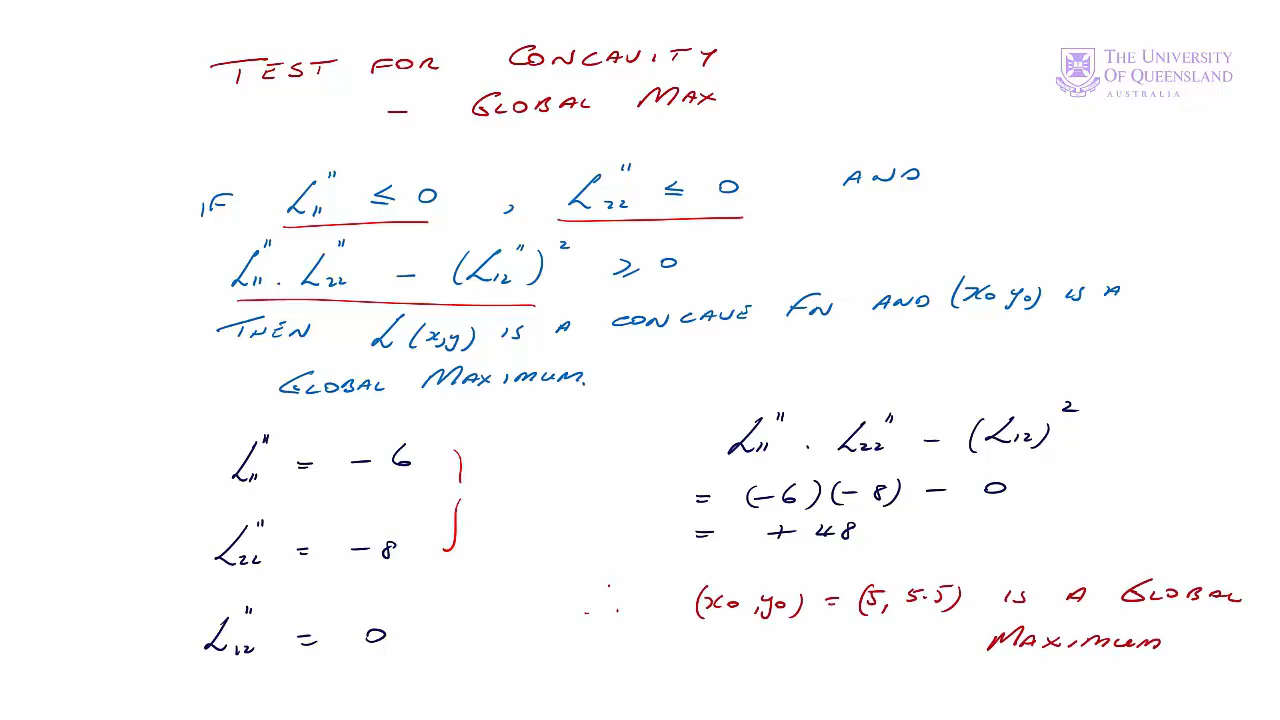 TEST FOR CONCAVITY
- GLOBAL MAX
THE UNIVERSITY
OF QUEENSLAND
AUSTRALIA
IF L₁₁'' ≤ 0 , L₂₂'' ≤ 0 AND
L₁₁'' . L₂₂'' - (L₁₂'')² ≥ 0
THEN L(x,y) IS A CONCAVE FN AND (x₀ y₀) IS A
GLOBAL MAXIMUM.
L₁₁'' = -6
L₂₂'' = -8
L₁₂'' = 0
L₁₁'' . L₂₂'' - (L₁₂)²
= (-6)(-8) - 0
= +48
∴ (x₀,y₀) = (5, 5.5) IS A GLOBAL
MAXIMUM